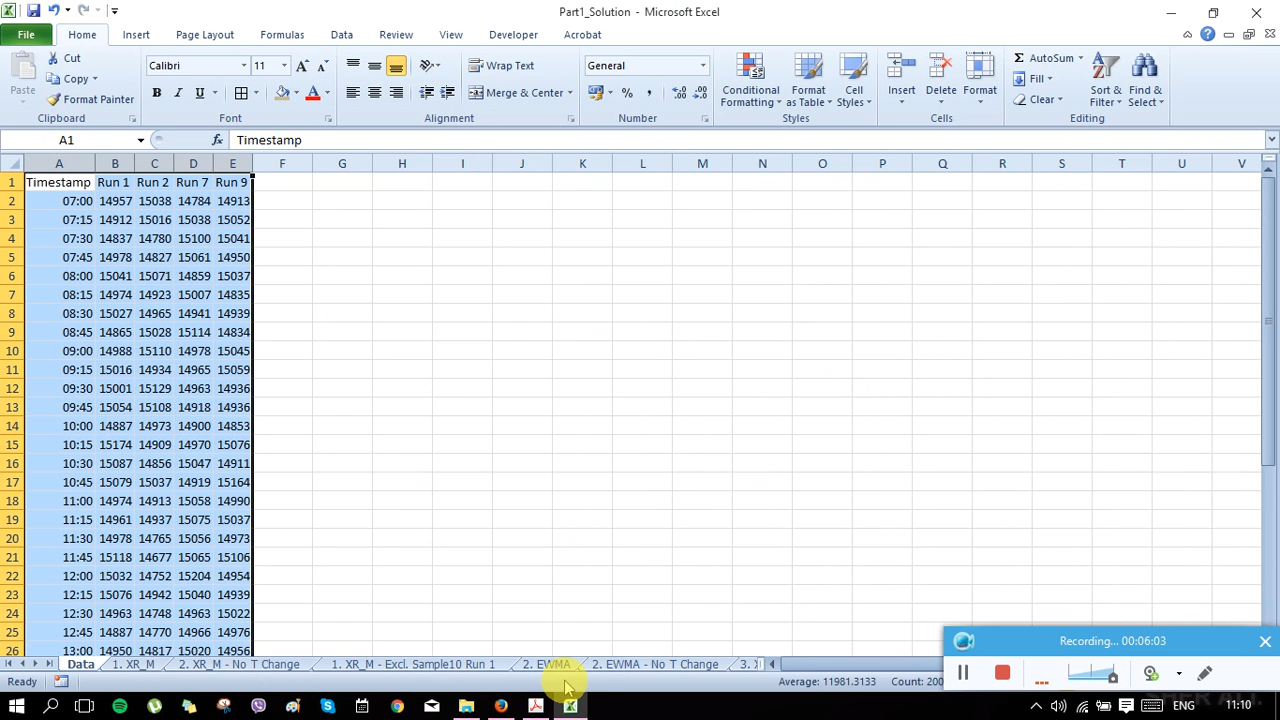 Part1_Solution - Microsoft Excel
File Home Insert Page Layout Formulas Data Review View Developer Acrobat
Paste
Cut
Copy
Format Painter
Clipboard
Calibri 11
Font
Wrap Text
Merge & Center
Alignment
General
Number
Conditional Formatting
Format as Table
Cell Styles
Styles
Insert
Delete
Format
Cells
AutoSum
Fill
Clear
Sort & Filter
Find & Select
Editing
A1 fx Timestamp
A B C D E F G H I J K L M N O P Q R S T U V
1 Timestamp Run 1 Run 2 Run 7 Run 9
2 07:00 14957 15038 14784 14913
3 07:15 14912 15016 15038 15052
4 07:30 14837 14780 15100 15041
5 07:45 14978 14827 15061 14950
6 08:00 15041 15071 14859 15037
7 08:15 14974 14923 15007 14835
8 08:30 15027 14965 14941 14939
9 08:45 14865 15028 15114 14834
10 09:00 14988 15110 14978 15045
11 09:15 15016 14934 14965 15059
12 09:30 15001 15129 14963 14936
13 09:45 15054 15108 14918 14936
14 10:00 14887 14973 14900 14853
15 10:15 15174 14909 14970 15076
16 10:30 15087 14856 15047 14911
17 10:45 15079 15037 14919 15164
18 11:00 14974 14913 15058 14990
19 11:15 14961 14937 15075 15037
20 11:30 14978 14765 15056 14973
21 11:45 15118 14677 15065 15106
22 12:00 15032 14752 15204 14954
23 12:15 15076 14942 15040 14939
24 12:30 14963 14748 14963 15022
25 12:45 14887 14770 14966 14976
26 13:00 14950 14817 15020 14956
Recording... 00:06:03
Data 1. XR_M 2. XR_M - No T Change 1. XR_M - Excl. Sample10 Run 1 2. EWMA 2. EWMA - No T Change 3.
Ready Average: 11981.3133 Count: 200
ENG 11:10